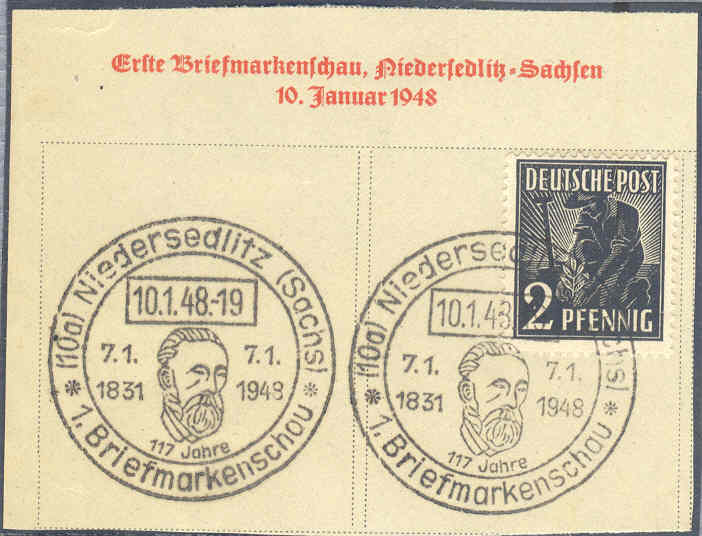 Erste Briefmarkenschau, Niedersedlitz-Sachsen
10. Januar 1948
DEUTSCHE POST
2 PFENNIG
(10a) Niedersedlitz (Sachs)
10.1.48-19
7.1. 7.1.
1831 1948
117 Jahre
* 1. Briefmarkenschau *
(10a) Niedersed chs)
10.1.48
7.1. 7.1.
1831 1948
117 Jahre
* 1. Briefmarkenschau *